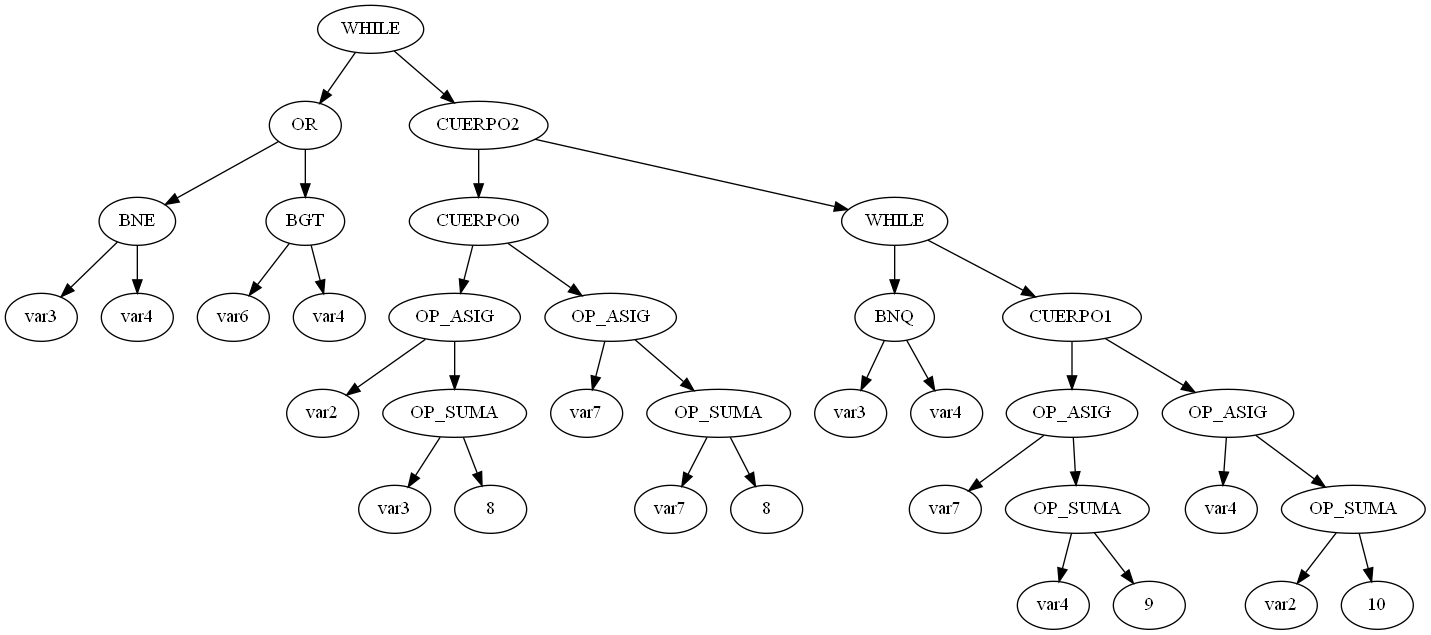 WHILE
OR CUERPO2
BNE BGT CUERPO0 WHILE
var3 var4 var6 var4 OP_ASIG OP_ASIG BNQ CUERPO1
var2 OP_SUMA var7 OP_SUMA var3 var4 OP_ASIG OP_ASIG
var3 8 var7 8 var7 OP_SUMA var4 OP_SUMA
var4 9 var2 10